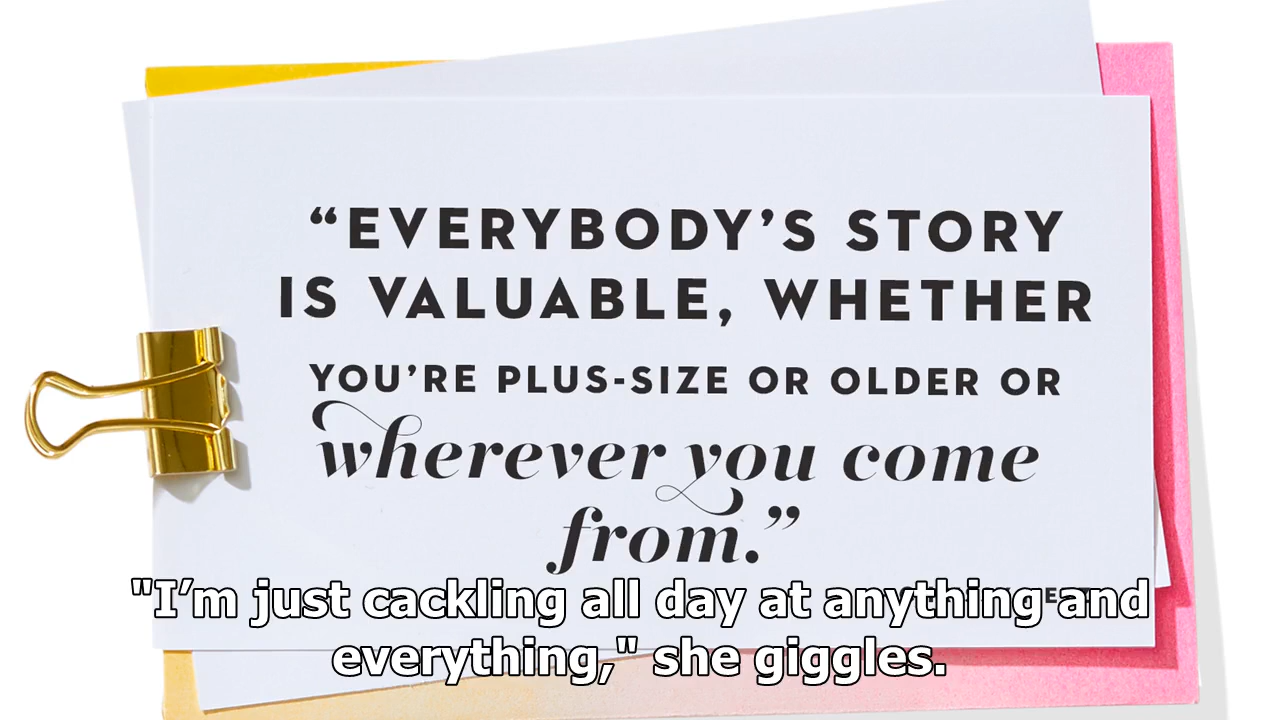 “EVERYBODY’S STORY
IS VALUABLE, WHETHER
YOU’RE PLUS-SIZE OR OLDER OR
wherever you come
from.”
"I’m just cackling all day at anything and
everything," she giggles.